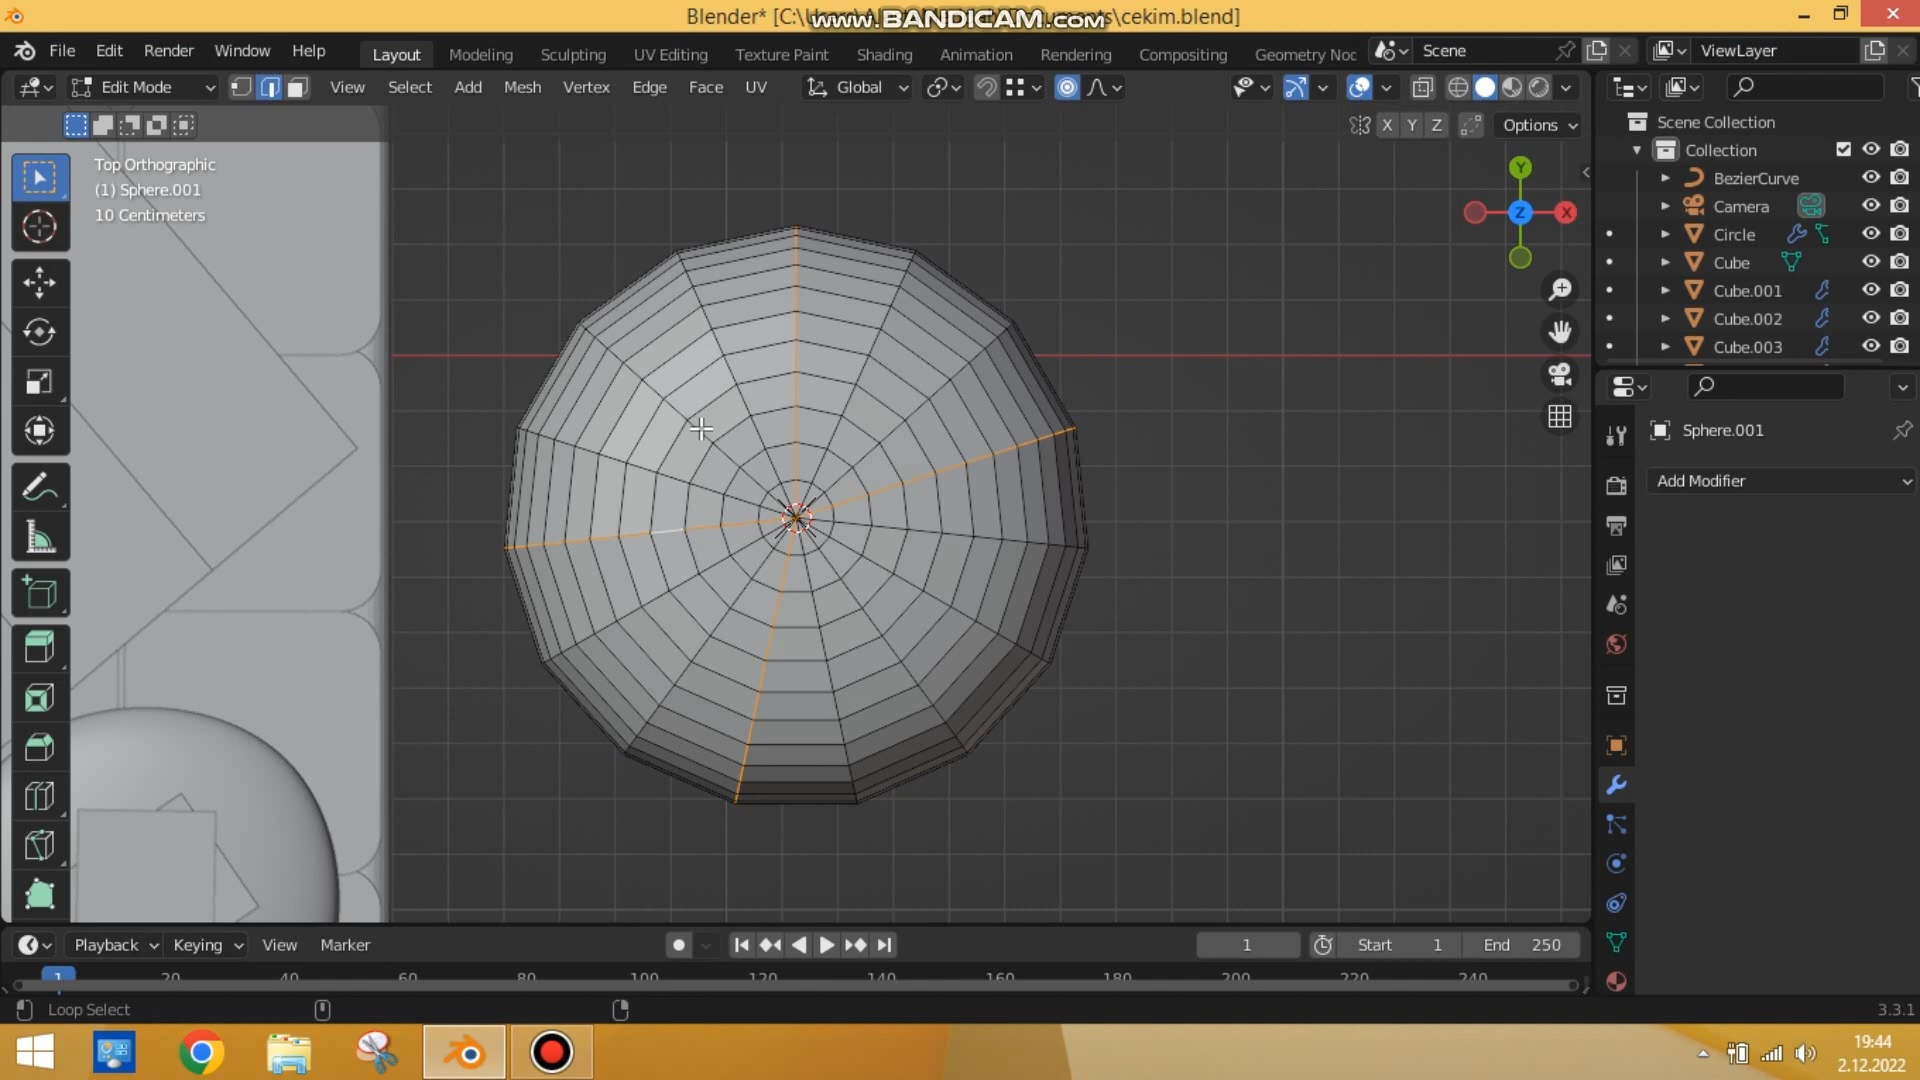 Blender* [C:\Users\A
uments\cekim.blend]
www.BANDICAM.com
File Edit Render Window Help
Layout Modeling Sculpting UV Editing Texture Paint Shading Animation Rendering Compositing Geometry Noc
Scene
ViewLayer
Edit Mode
View Select Add Mesh Vertex Edge Face UV
Global
X Y Z
Options
Top Orthographic
(1) Sphere.001
10 Centimeters
Y
Z
X
Scene Collection
Collection
BezierCurve
Camera
Circle
Cube
Cube.001
Cube.002
Cube.003
Sphere.001
Add Modifier
Playback Keying View Marker
1
Start 1
End 250
1 20 40 60 80 100 120 140 160 180 200 220 240
Loop Select
3.3.1
19:44
2.12.2022